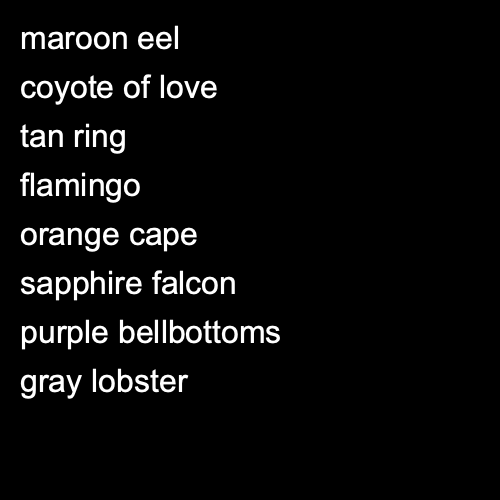 maroon eel
coyote of love
tan ring
flamingo
orange cape
sapphire falcon
purple bellbottoms
gray lobster